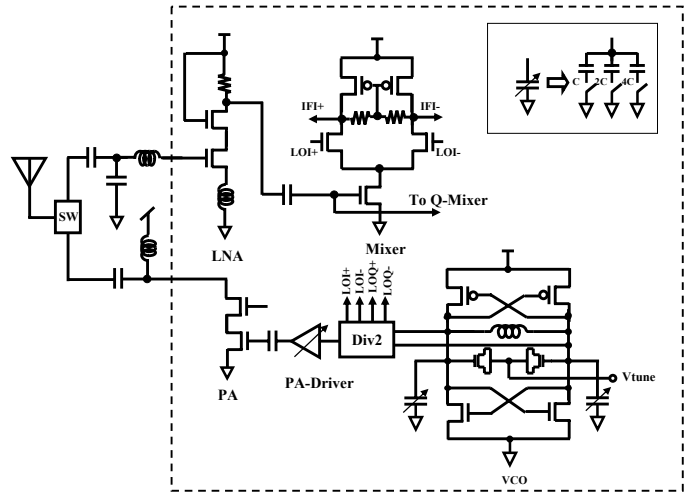 C 2C 4C
IFI+ IFI-
LOI+ LOI-
SW
To Q-Mixer
LNA
Mixer
LOI+
LOI-
LOQ+
LOQ-
Div2
Vtune
PA
PA-Driver
VCO